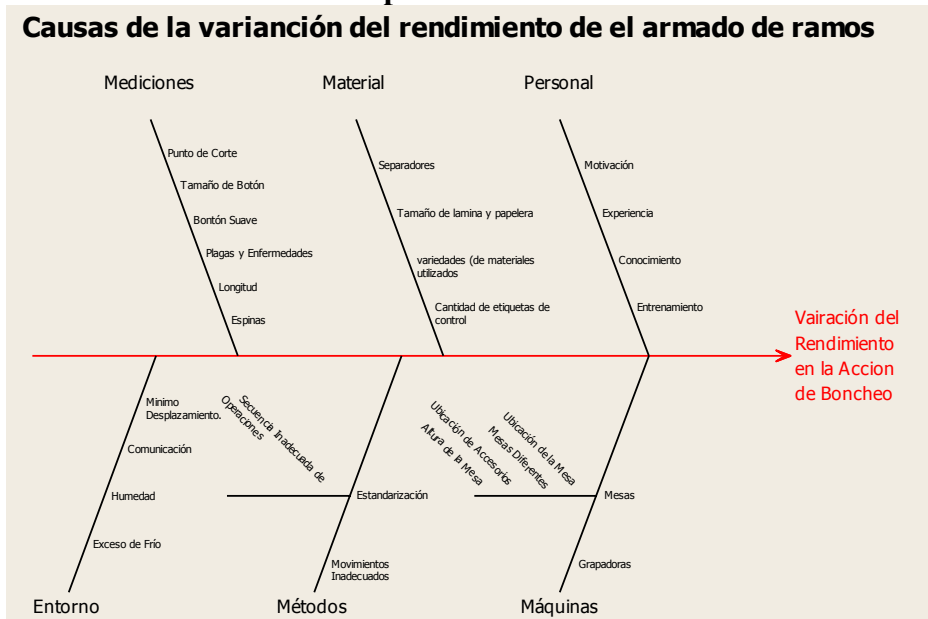 Causas de la variancïón del rendimiento de el armado de ramos
Mediciones
Material
Personal
Punto de Corte
Tamaño de Botón
Bontón Suave
Plagas y Enfermedades
Longitud
Espinas
Separadores
Tamaño de lamina y papelera
variedades (de materiales
utilizados
Cantidad de etiquetas de
control
Motivación
Experiencia
Conocimiento
Entrenamiento
Vairación del
Rendimiento
en la Accion
de Boncheo
Minimo
Desplazamiento.
Comunicación
Humedad
Exceso de Frío
Secuencia Inadecuada de
Operaciones
Estandarización
Movimientos
Inadecuados
Ubicación de la Mesa
Mesas Diferentes
Ubicación de Accesorios
Altura de la Mesa
Mesas
Grapadoras
Entorno
Métodos
Máquinas